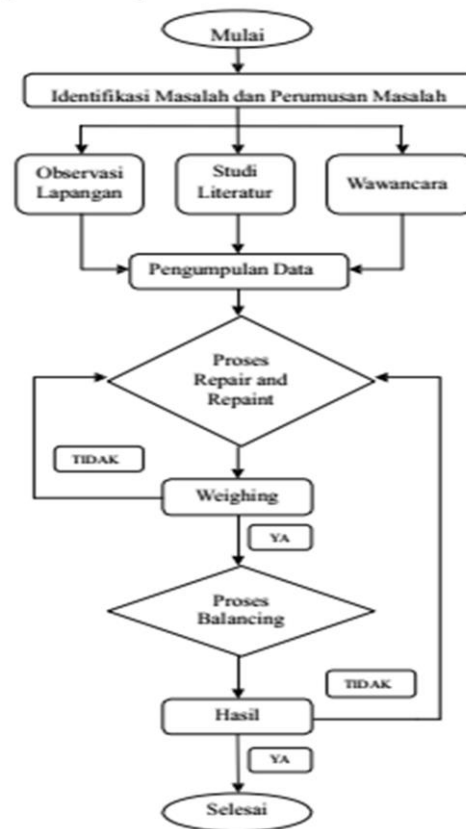 Mulai
Identifikasi Masalah dan Perumusan Masalah
Observasi
Lapangan
Studi
Literatur
Wawancara
Pengumpulan Data
Proses
Repair and
Repaint
TIDAK
Weighing
YA
Proses
Balancing
TIDAK
Hasil
YA
Selesai